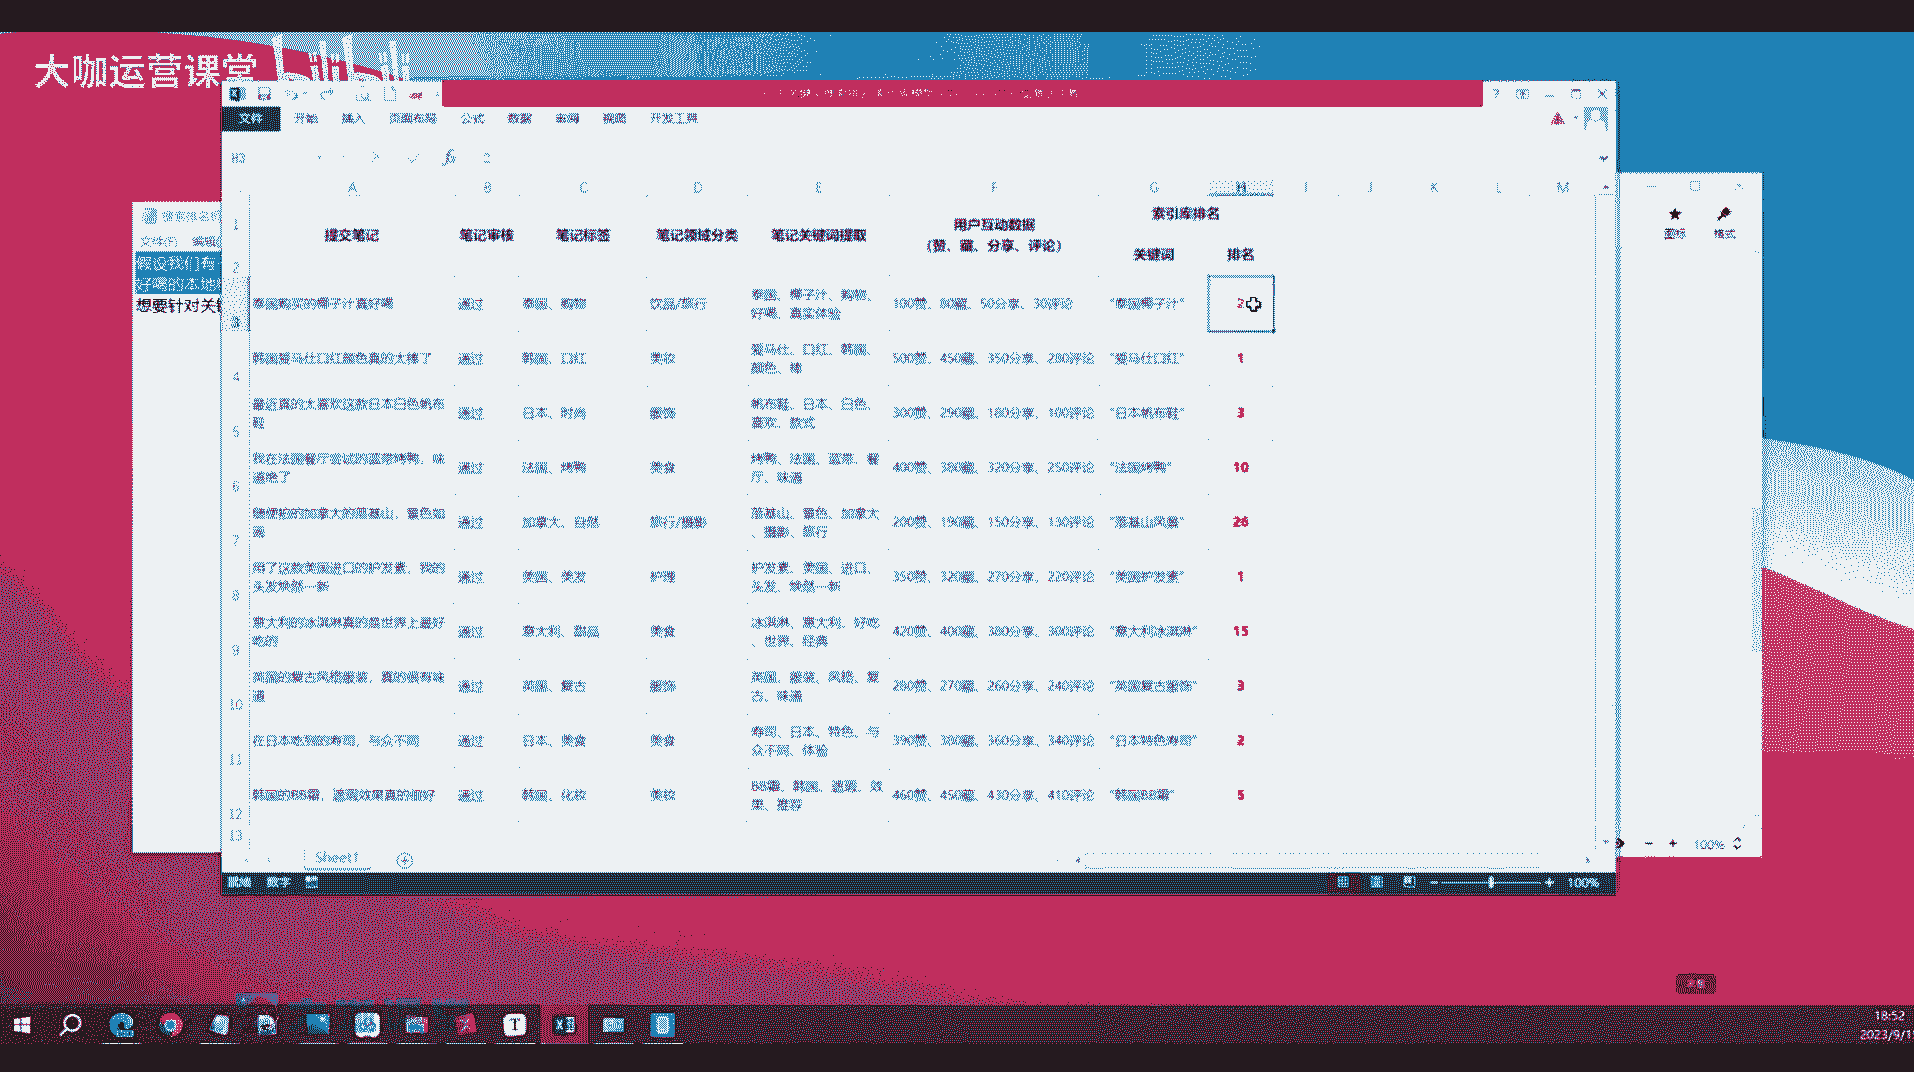 大咖运营课堂
bilibili
文件 开始 插入 页面布局 公式 数据 审阅 视图 开发工具
H3 fx 2
A B C D E F G H I J K L M
提交笔记 笔记审核 笔记标签 笔记领域分类 笔记关键词提取 用户互动数据 索引库排名
(赞、藏、分享、评论) 关键词 排名
假设我们有
好喝的本地
想要针对关键
泰国购买的椰子汁真好喝 通过 泰国、购物 饮品/旅行 泰国、椰子汁、购物、
好喝、真实体验 100赞、80藏、50分享、30评论 "泰国椰子汁" 2
韩国爱马仕口红颜色真的太棒了 通过 韩国、口红 美妆 爱马仕、口红、韩国、
颜色、棒 500赞、450藏、350分享、280评论 "爱马仕口红" 1
最近真的太喜欢这款日本白色帆布
鞋 通过 日本、时尚 服饰 帆布鞋、日本、白色、
喜欢、款式 300赞、290藏、180分享、100评论 "日本帆布鞋" 3
我在法国餐厅尝试的蓝带烤鸭，味
道绝了 通过 法国、烤鸭 美食 烤鸭、法国、蓝带、餐
厅、味道 400赞、380藏、320分享、250评论 "法国烤鸭" 10
随便拍的加拿大的落基山，景色如
画 通过 加拿大、自然 旅行/摄影 落基山、景色、加拿大
、摄影、旅行 200赞、190藏、150分享、130评论 "落基山风景" 26
用了这款美国进口的护发素，我的
头发焕然一新 通过 美国、美发 护理 护发素、美国、进口、
头发、焕然一新 350赞、320藏、270分享、220评论 "美国护发素" 1
意大利的冰淇淋真的是世界上最好
吃的 通过 意大利、甜品 美食 冰淇淋、意大利、好吃
、世界、经典 420赞、400藏、380分享、300评论 "意大利冰淇淋" 15
英国的复古风格服装，真的很有味
道 通过 英国、复古 服饰 英国、服装、风格、复
古、味道 280赞、270藏、260分享、240评论 "英国复古服饰" 3
在日本吃到的寿司，与众不同 通过 日本、美食 美食 寿司、日本、特色、与
众不同、体验 390赞、380藏、360分享、340评论 "日本特色寿司" 2
韩国的BB霜，遮瑕效果真的很好 通过 韩国、化妆 美妆 BB霜、韩国、遮瑕、效
果、推荐 460赞、450藏、430分享、410评论 "韩国BB霜" 5
1
2
3
4
5
6
7
8
9
10
11
12
13
Sheet1
就绪 数字 100%
图标 格式
100%
18:52
2023/9/1